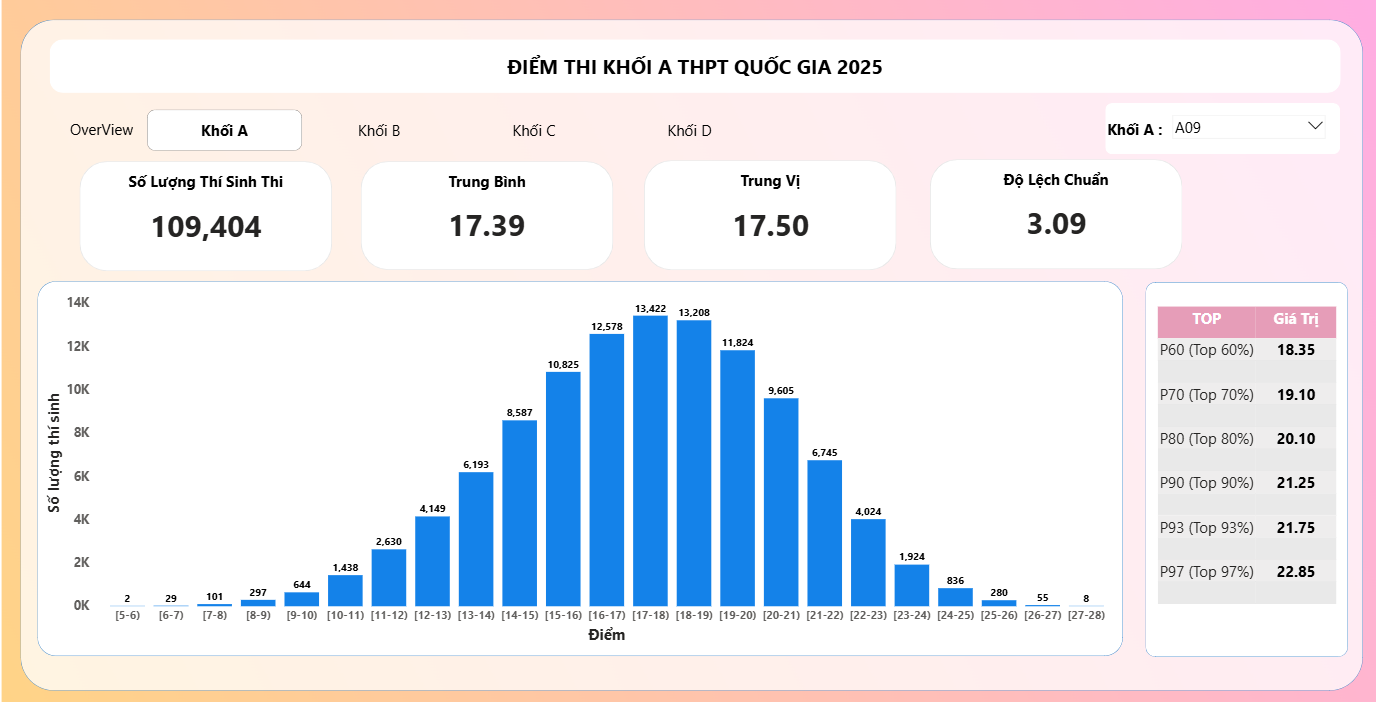 ĐIỂM THI KHỐI A THPT QUỐC GIA 2025
OverView
Khối A
Khối B
Khối C
Khối D
Khối A :
A09
Số Lượng Thí Sinh Thi
109,404
Trung Bình
17.39
Trung Vị
17.50
Độ Lệch Chuẩn
3.09
Số lượng thí sinh
14K
12K
10K
8K
6K
4K
2K
0K
2
29
101
297
644
1,438
2,630
4,149
6,193
8,587
10,825
12,578
13,422
13,208
11,824
9,605
6,745
4,024
1,924
836
280
55
8
[5-6)
[6-7)
[7-8)
[8-9)
[9-10)
[10-11)
[11-12)
[12-13)
[13-14)
[14-15)
[15-16)
[16-17)
[17-18)
[18-19)
[19-20)
[20-21)
[21-22)
[22-23)
[23-24)
[24-25)
[25-26)
[26-27)
[27-28)
Điểm
TOP Giá Trị
P60 (Top 60%) 18.35
P70 (Top 70%) 19.10
P80 (Top 80%) 20.10
P90 (Top 90%) 21.25
P93 (Top 93%) 21.75
P97 (Top 97%) 22.85